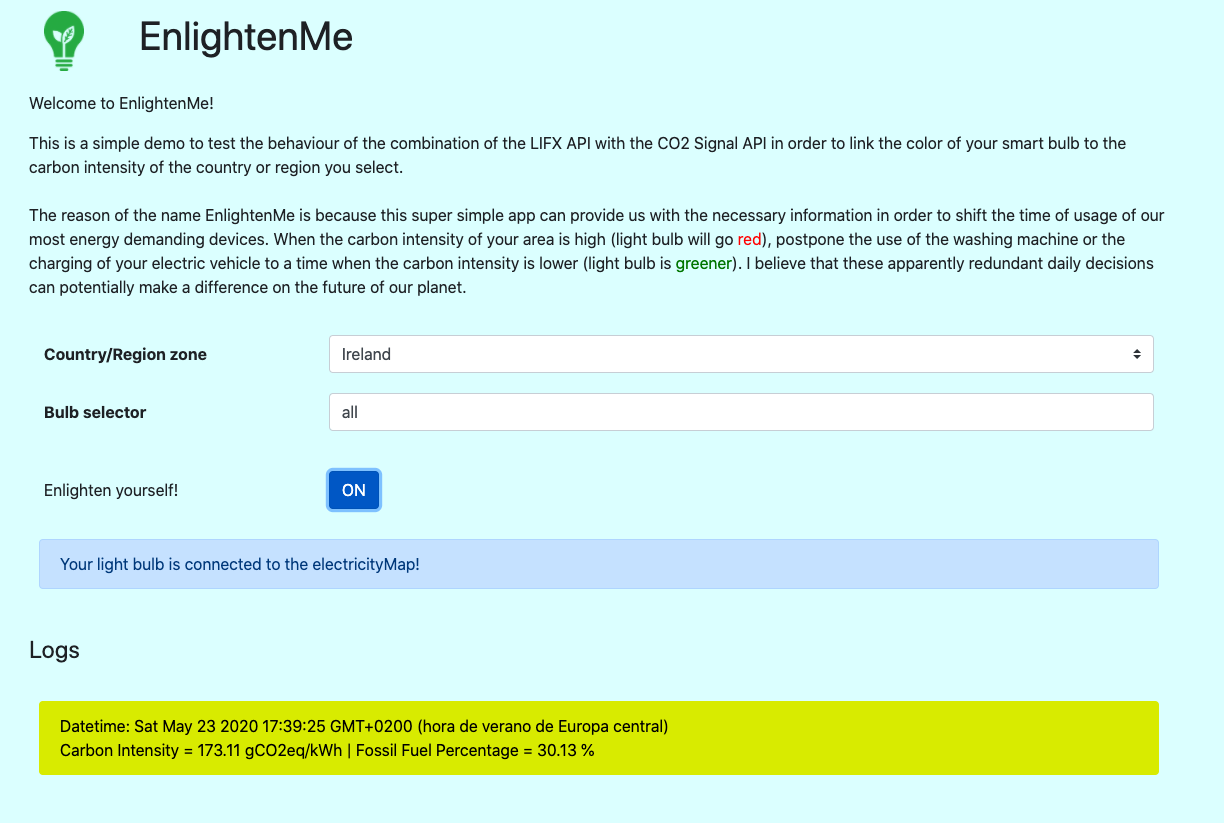 EnlightenMe
Welcome to EnlightenMe!
This is a simple demo to test the behaviour of the combination of the LIFX API with the CO2 Signal API in order to link the color of your smart bulb to the
carbon intensity of the country or region you select.
The reason of the name EnlightenMe is because this super simple app can provide us with the necessary information in order to shift the time of usage of our
most energy demanding devices. When the carbon intensity of your area is high (light bulb will go red), postpone the use of the washing machine or the
charging of your electric vehicle to a time when the carbon intensity is lower (light bulb is greener). I believe that these apparently redundant daily decisions
can potentially make a difference on the future of our planet.
Country/Region zone
Ireland
Bulb selector
all
Enlighten yourself!
ON
Your light bulb is connected to the electricityMap!
Logs
Datetime: Sat May 23 2020 17:39:25 GMT+0200 (hora de verano de Europa central)
Carbon Intensity = 173.11 gCO2eq/kWh | Fossil Fuel Percentage = 30.13 %